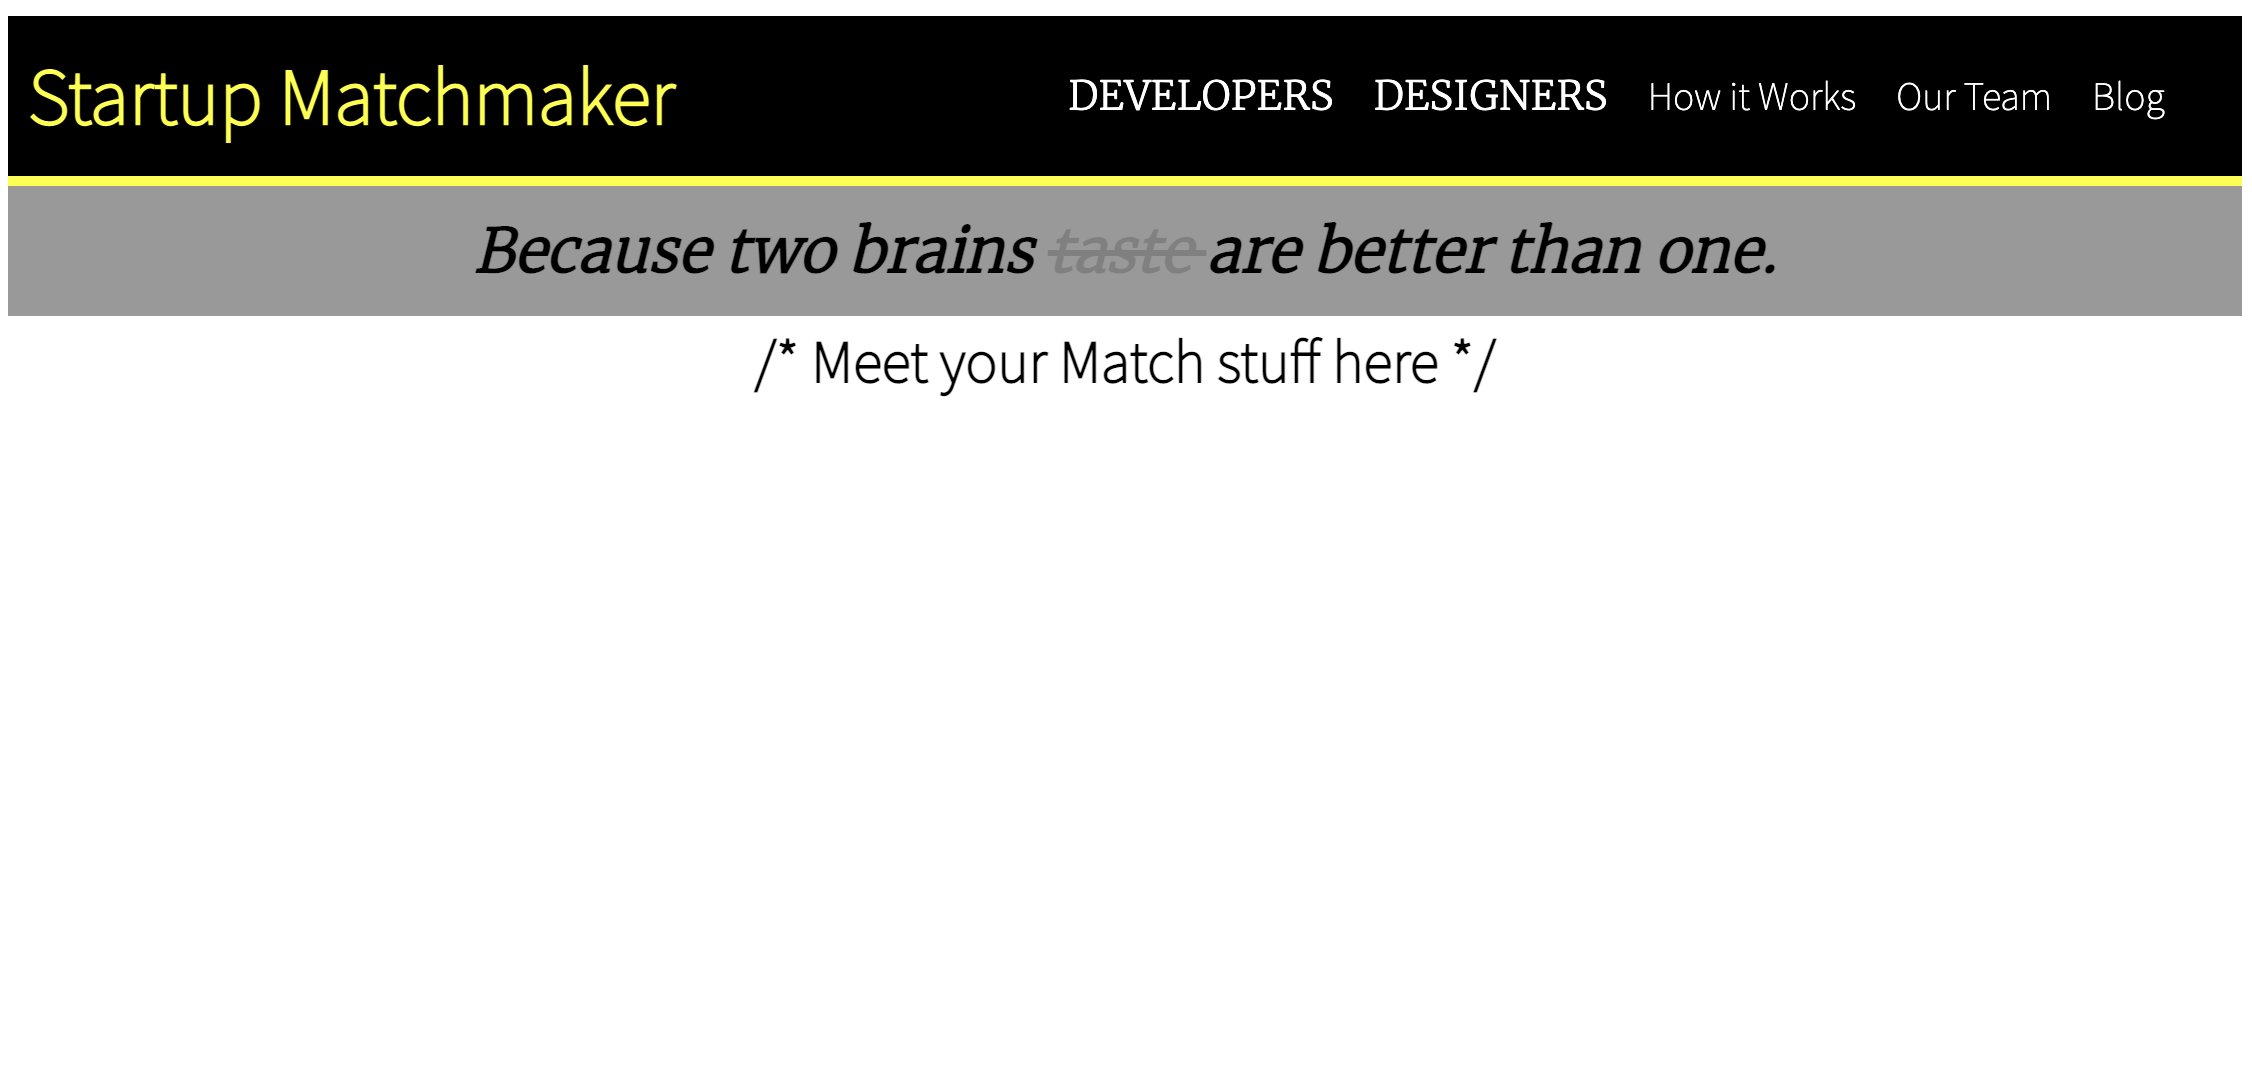 Startup Matchmaker DEVELOPERS DESIGNERS How it Works Our Team Blog
Because two brains taste are better than one.
/* Meet your Match stuff here */